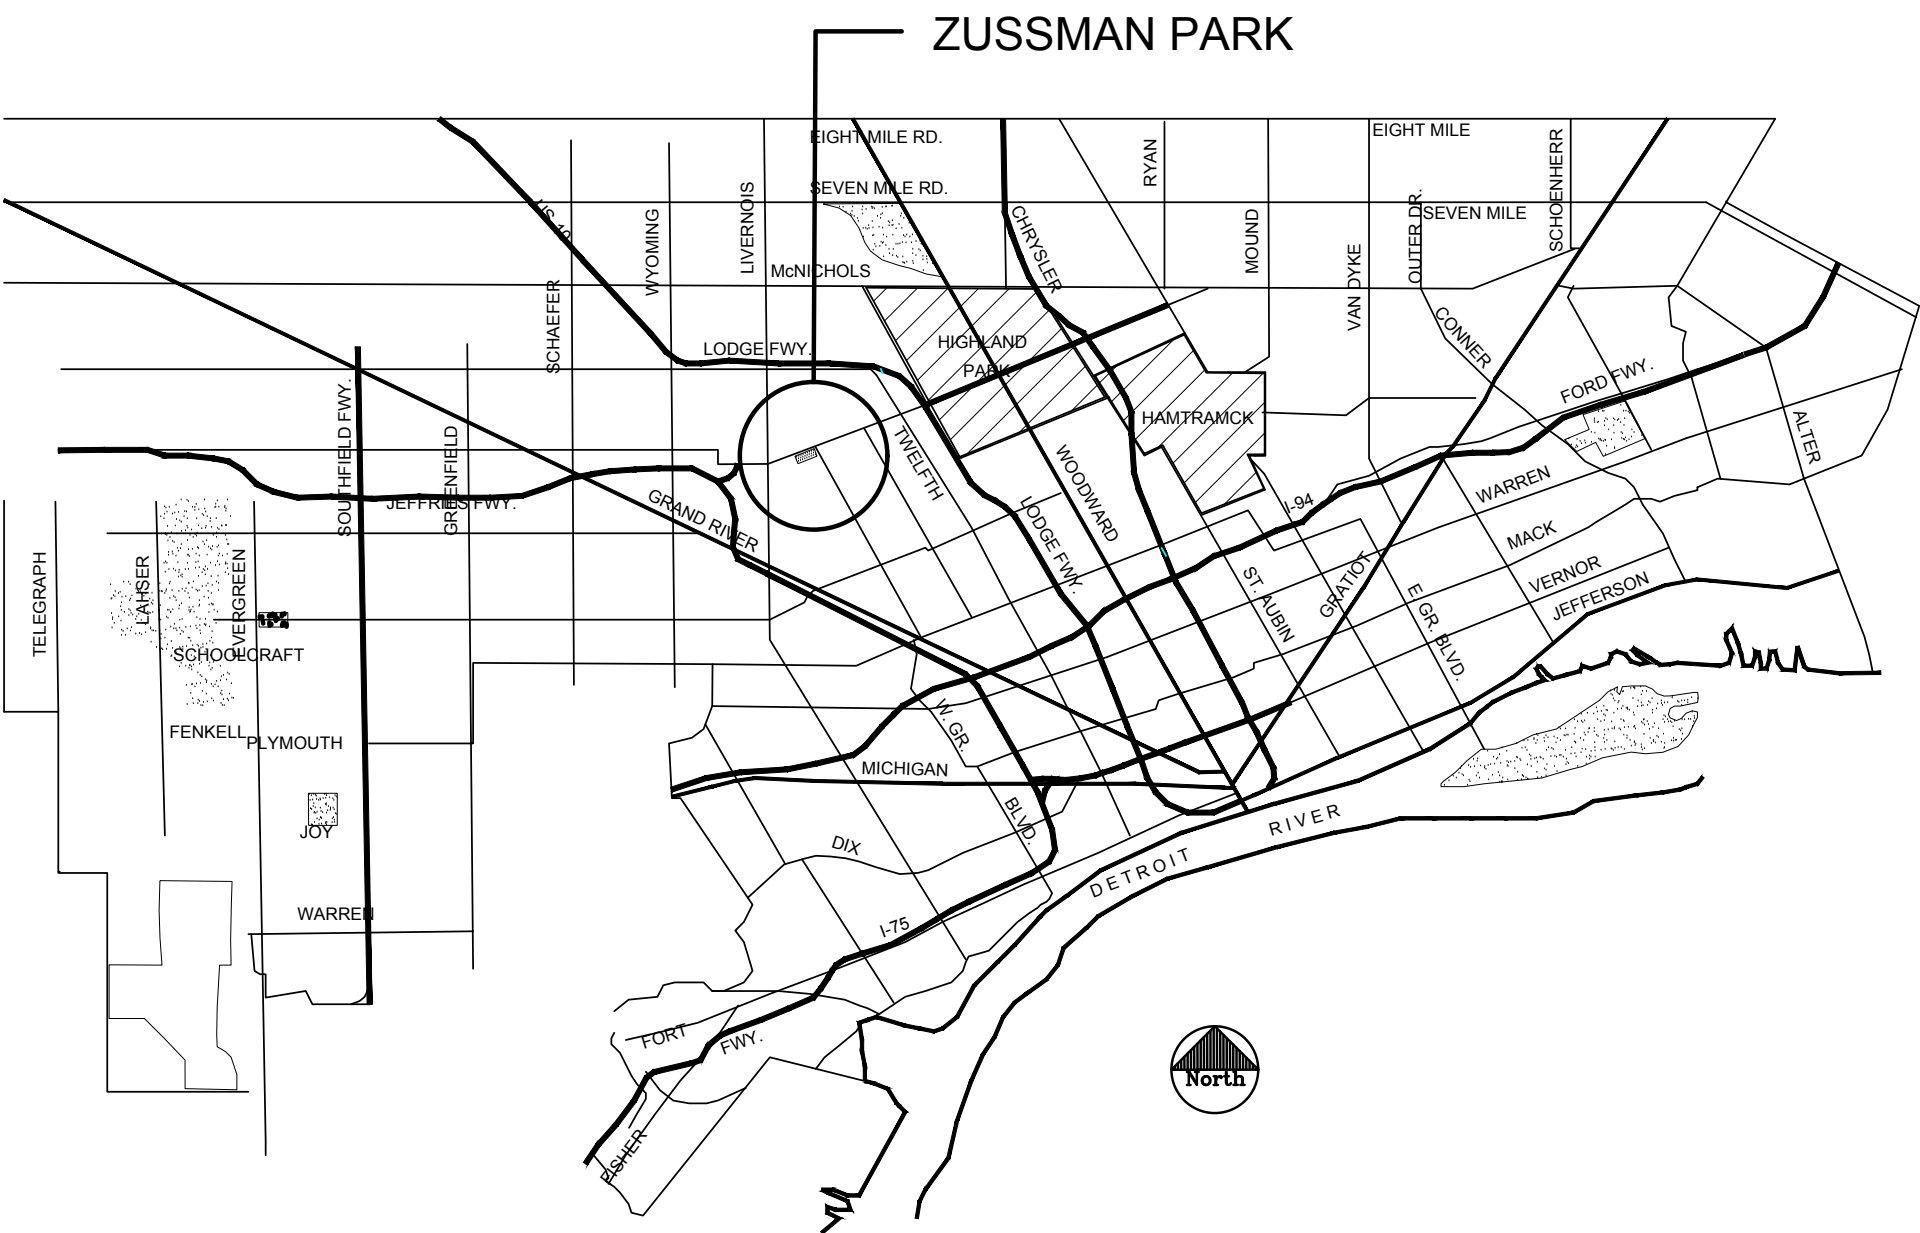 ZUSSMAN PARK
EIGHT MILE RD.
EIGHT MILE
SEVEN MILE RD.
SEVEN MILE
US-10
WYOMING
LIVERNOIS
McNICHOLS
CHRYSLER
RYAN
MOUND
VAN DYKE
OUTER DR.
SCHOENHERR
SCHAEFER
LODGE FWY.
HIGHLAND
PARK
CONNER
FORD FWY.
HAMTRAMCK
ALTER
SOUTHFIELD FWY.
GREENFIELD
JEFFRIES FWY.
GRAND RIVER
TWELFTH
LODGE FWY.
WOODWARD
I-94
WARREN
MACK
VERNOR
JEFFERSON
ST. AUBIN
GRATIOT
E GR. BLVD.
TELEGRAPH
LAHSER
EVERGREEN
SCHOOLCRAFT
FENKELL
PLYMOUTH
JOY
WARREN
W. GR.
BLVD.
MICHIGAN
DIX
I-75
FORT
FWY.
FISHER
DETROIT
RIVER
North